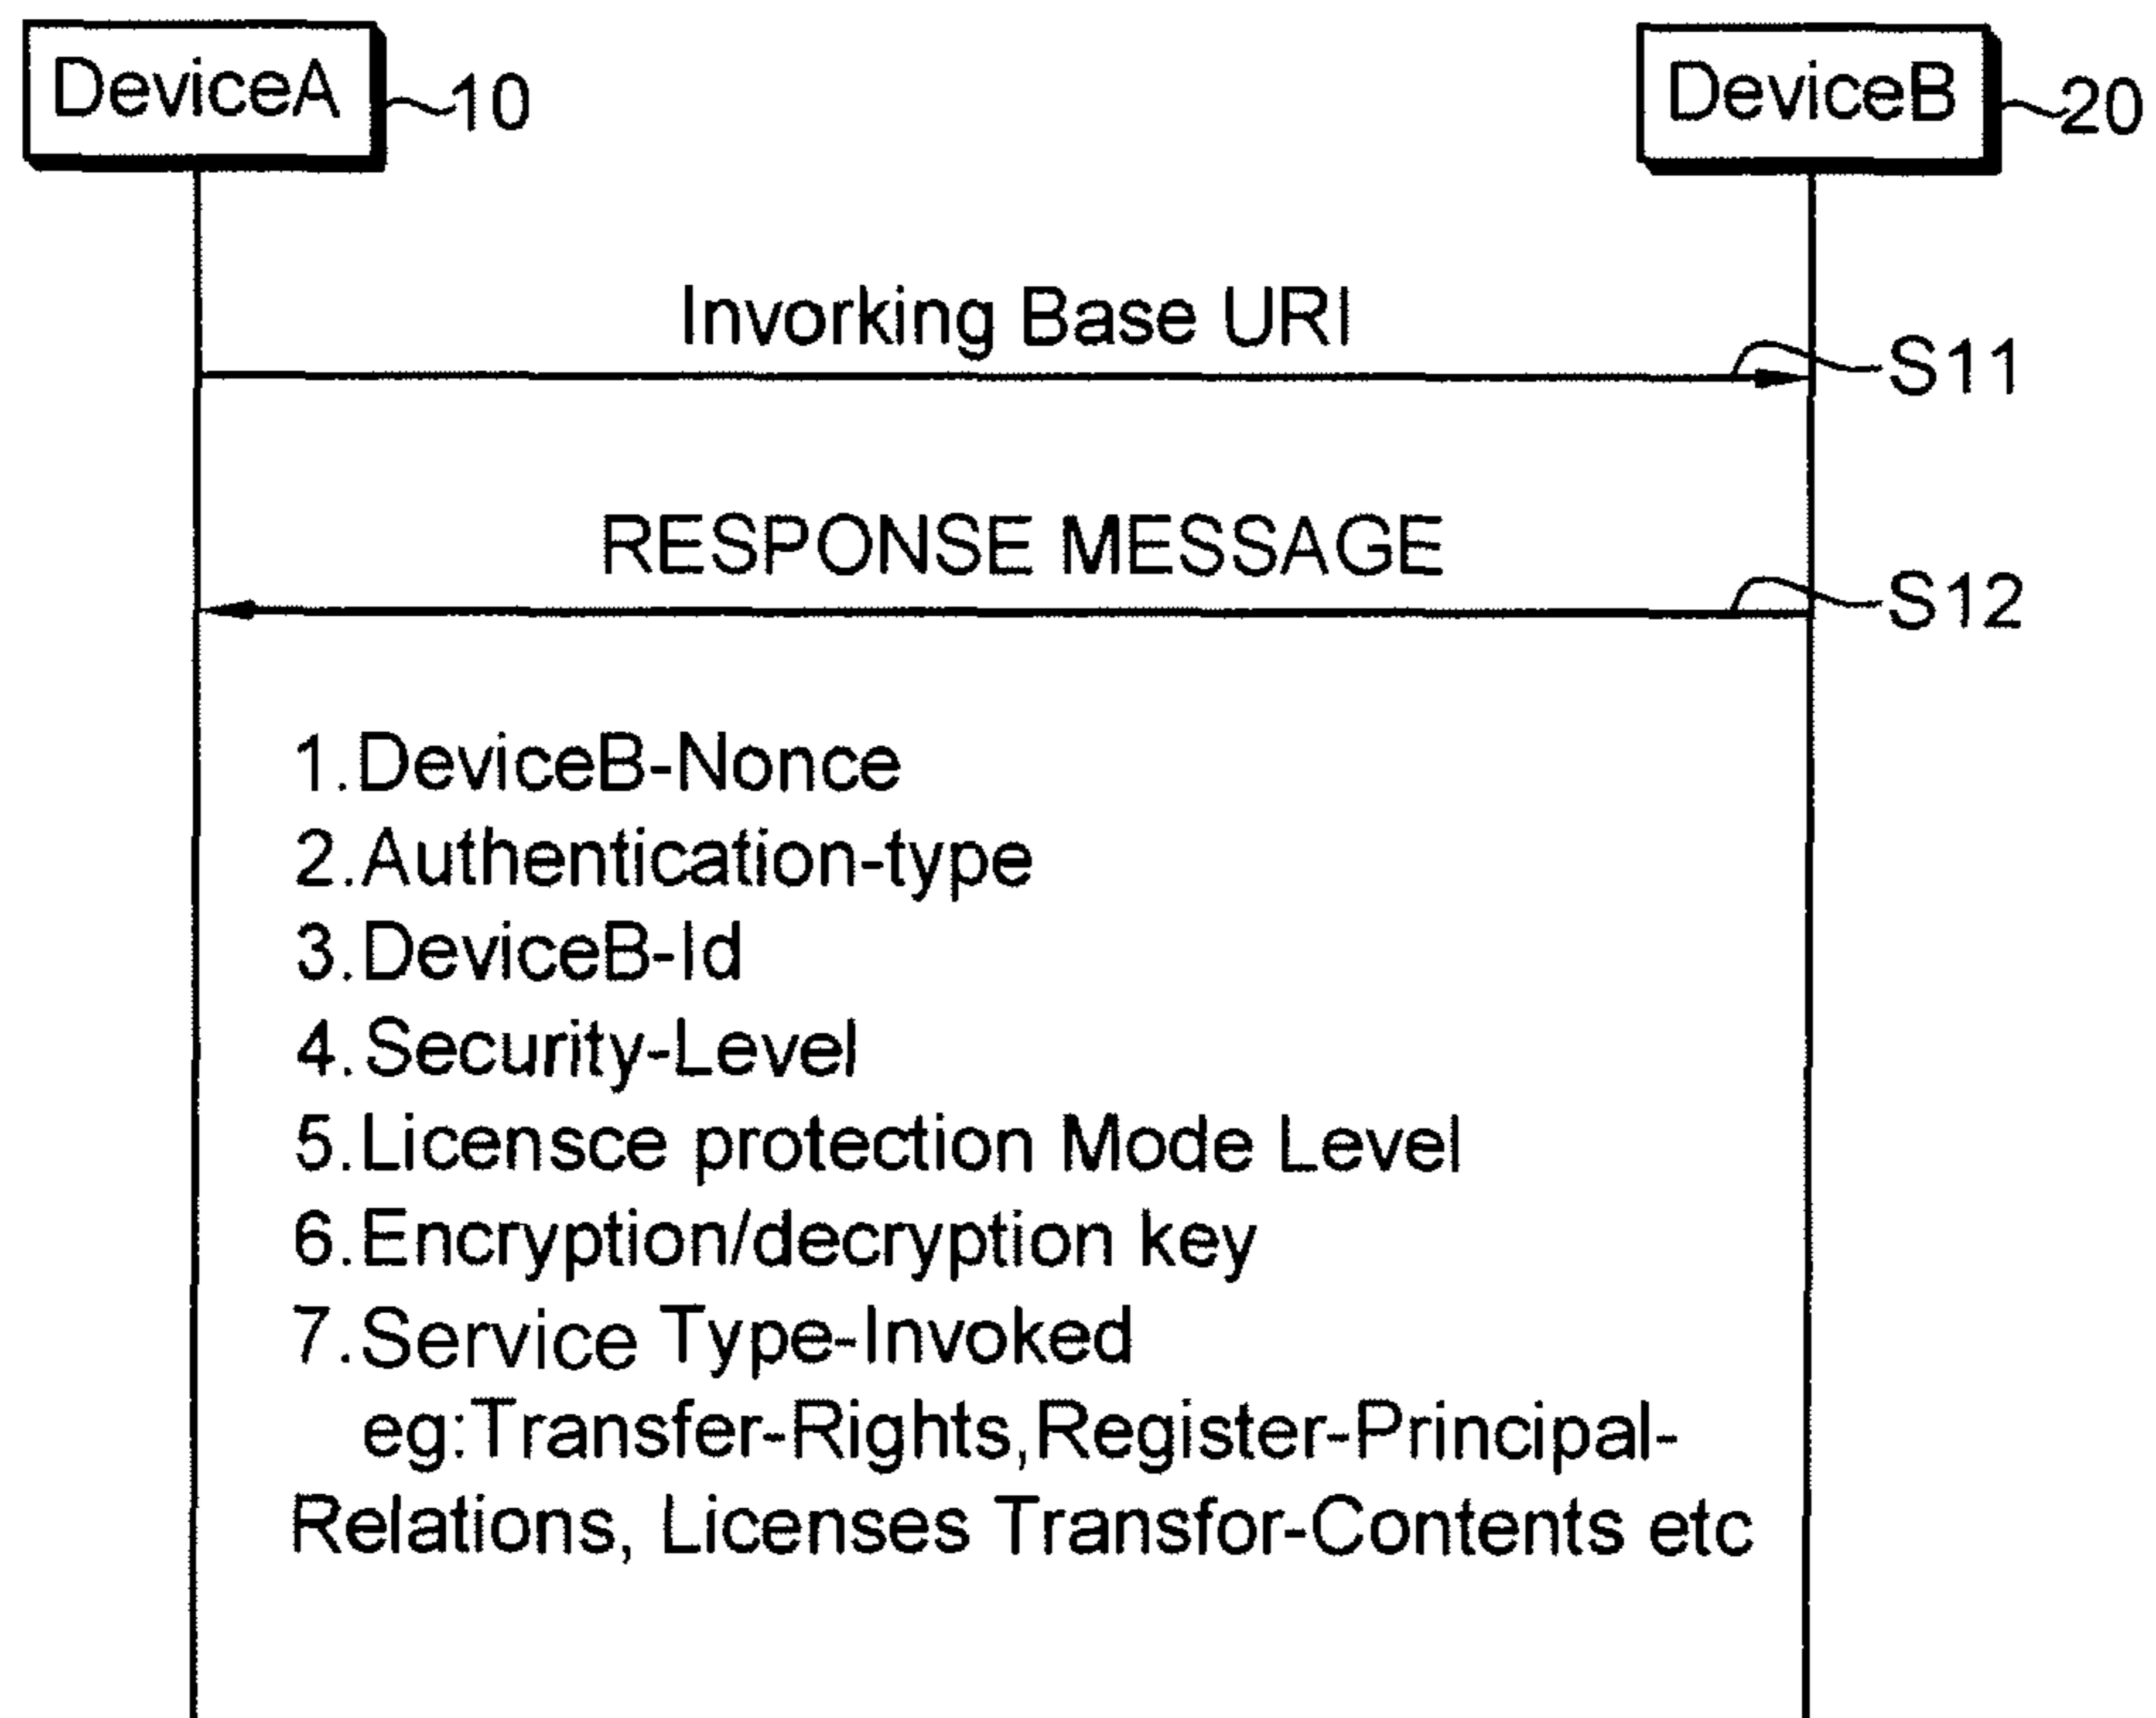 DeviceA
10
DeviceB
20
Invorking Base URI
S11
RESPONSE MESSAGE
S12
1.DeviceB-Nonce
2.Authentication-type
3.DeviceB-Id
4.Security-Level
5.Licensce protection Mode Level
6.Encryption/decryption key
7.Service Type-Invoked
eg:Transfer-Rights,Register-Principal-
Relations, Licenses Transfor-Contents etc